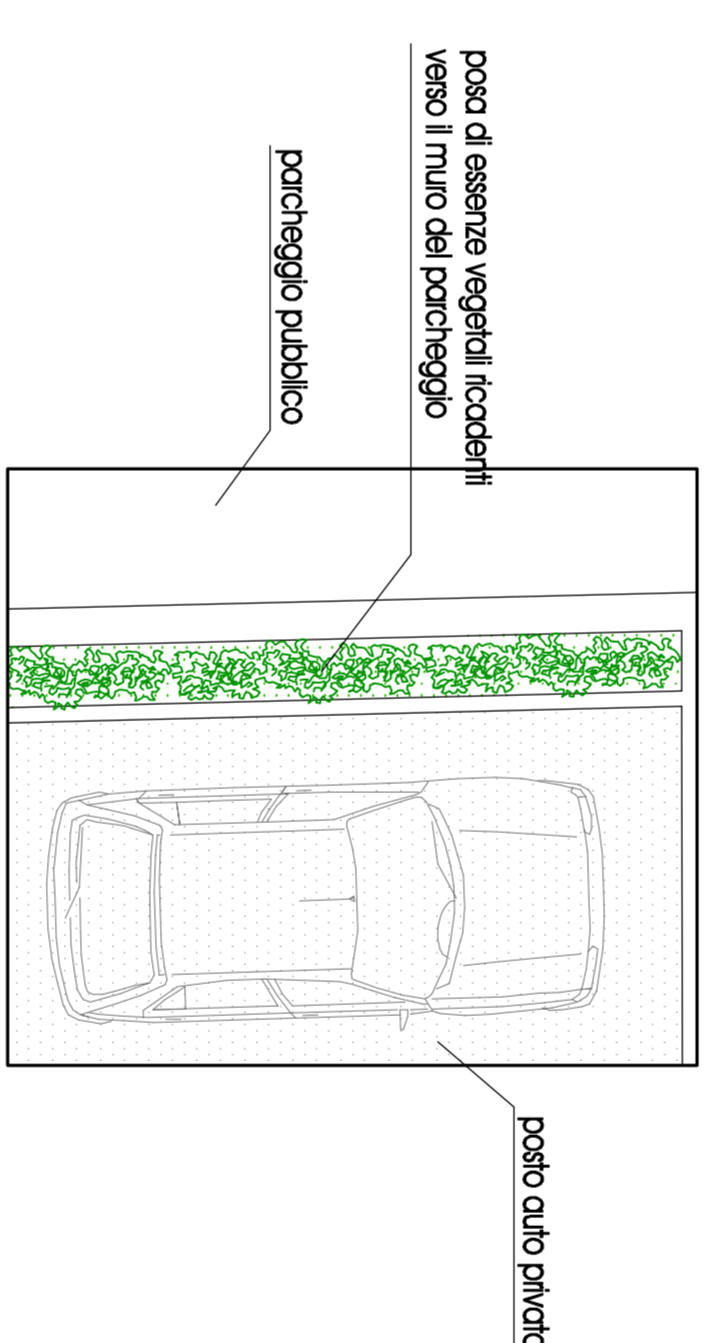 posa di essenze vegetali ricadenti
verso il muro del parcheggio
parcheggio pubblico
posto auto privato